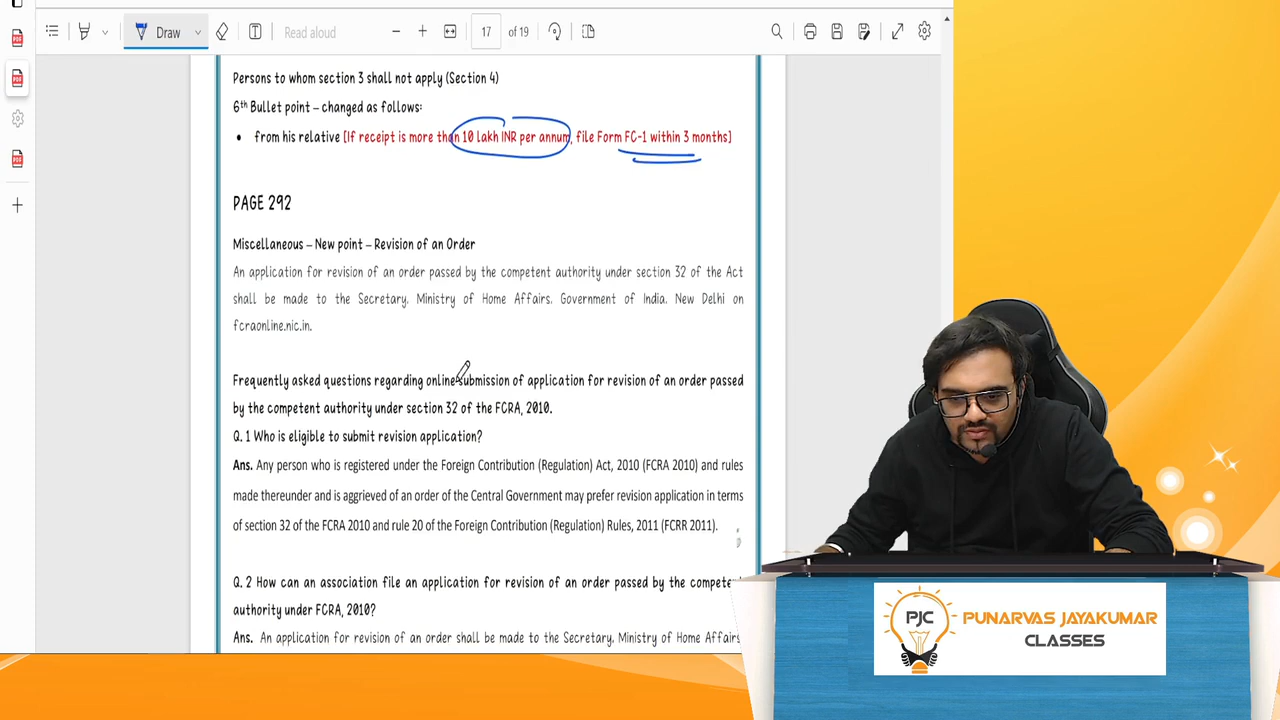 Draw
Read aloud
17
of 19
Persons to whom section 3 shall not apply (Section 4)
6th Bullet point – changed as follows:
• from his relative [If receipt is more than 10 lakh INR per annum, file Form FC-1 within 3 months]
PAGE 292
Miscellaneous – New point – Revision of an Order
An application for revision of an order passed by the competent authority under section 32 of the Act
shall be made to the Secretary, Ministry of Home Affairs, Government of India, New Delhi on
fcraonline.nic.in.
Frequently asked questions regarding online submission of application for revision of an order passed
by the competent authority under section 32 of the FCRA, 2010.
Q. 1 Who is eligible to submit revision application?
Ans. Any person who is registered under the Foreign Contribution (Regulation) Act, 2010 (FCRA 2010) and rules
made thereunder and is aggrieved of an order of the Central Government may prefer revision application in terms
of section 32 of the FCRA 2010 and rule 20 of the Foreign Contribution (Regulation) Rules, 2011 (FCRR 2011).
Q. 2 How can an association file an application for revision of an order passed by the
authority under FCRA, 2010?
Ans. An application for revision of an order shall be made to the Secretary, Ministry of Home Affairs
PJC
PUNARVAS JAYAKUMAR
CLASSES